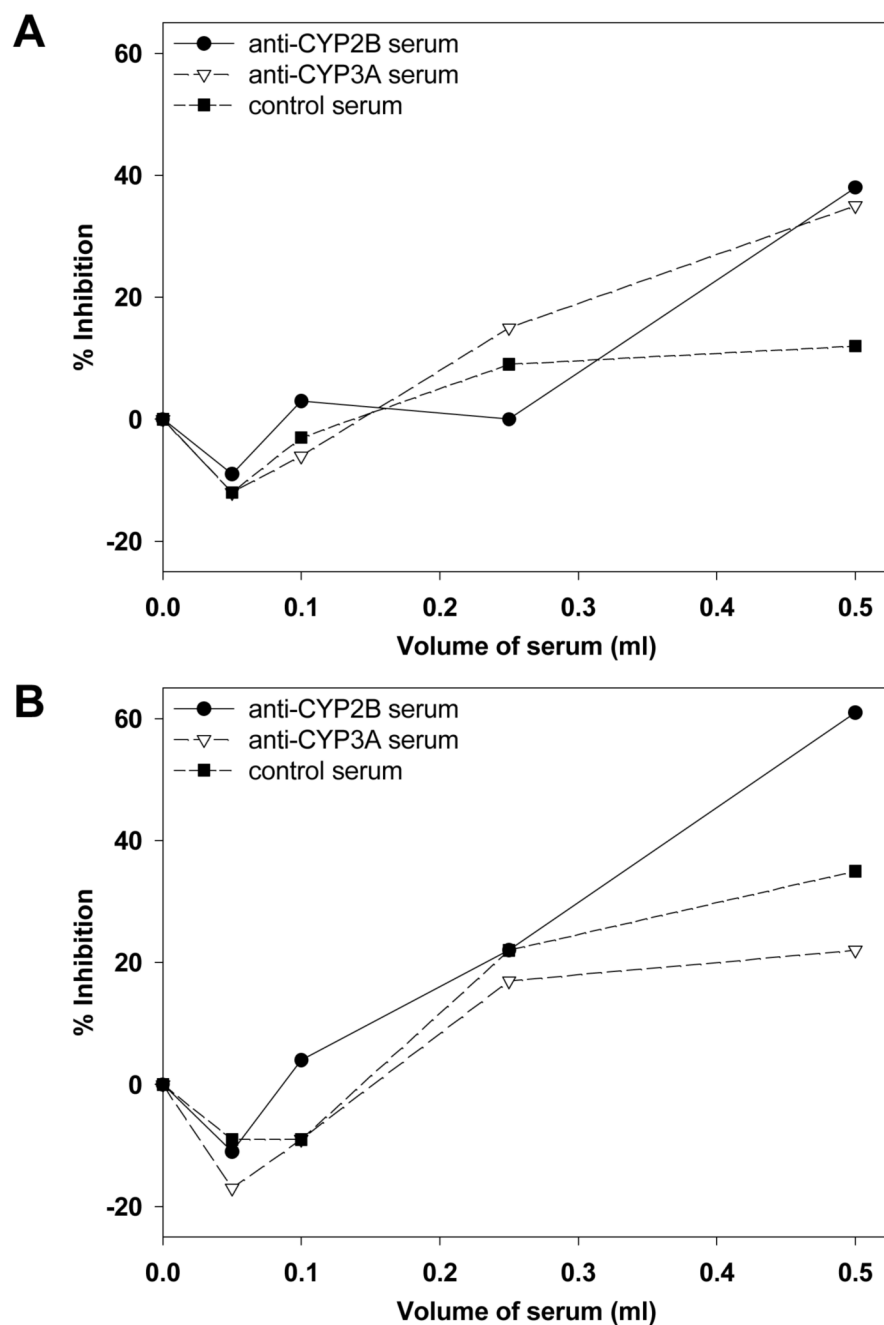 A
anti-CYP2B serum
anti-CYP3A serum
control serum
60
40
20
0
-20
% Inhibition
0.0 0.1 0.2 0.3 0.4 0.5
Volume of serum (ml)
B
anti-CYP2B serum
anti-CYP3A serum
control serum
60
40
20
0
-20
% Inhibition
0.0 0.1 0.2 0.3 0.4 0.5
Volume of serum (ml)